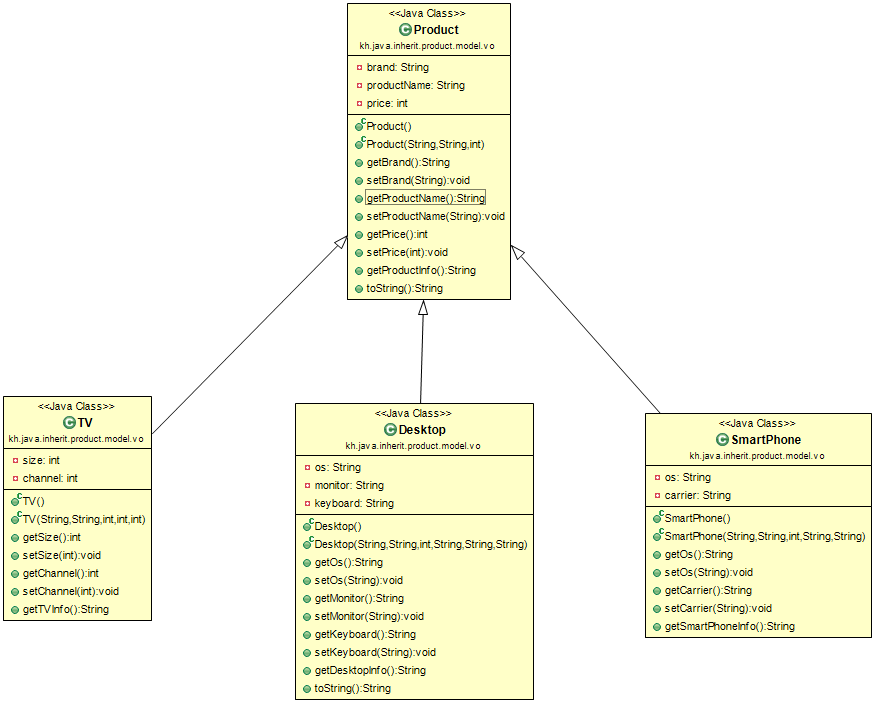 <<Java Class>>
Product
kh.java.inherit.product.model.vo
brand: String
productName: String
price: int
Product()
Product(String,String,int)
getBrand():String
setBrand(String):void
getProductName():String
setProductName(String):void
getPrice():int
setPrice(int):void
getProductInfo():String
toString():String
<<Java Class>>
TV
kh.java.inherit.product.model.vo
size: int
channel: int
TV()
TV(String,String,int,int,int)
getSize():int
setSize(int):void
getChannel():int
setChannel(int):void
getTVInfo():String
<<Java Class>>
Desktop
kh.java.inherit.product.model.vo
os: String
monitor: String
keyboard: String
Desktop()
Desktop(String,String,int,String,String,String)
getOs():String
setOs(String):void
getMonitor():String
setMonitor(String):void
getKeyboard():String
setKeyboard(String):void
getDesktopInfo():String
toString():String
<<Java Class>>
SmartPhone
kh.java.inherit.product.model.vo
os: String
carrier: String
SmartPhone()
SmartPhone(String,String,int,String,String)
getOs():String
setOs(String):void
getCarrier():String
setCarrier(String):void
getSmartPhoneInfo():String